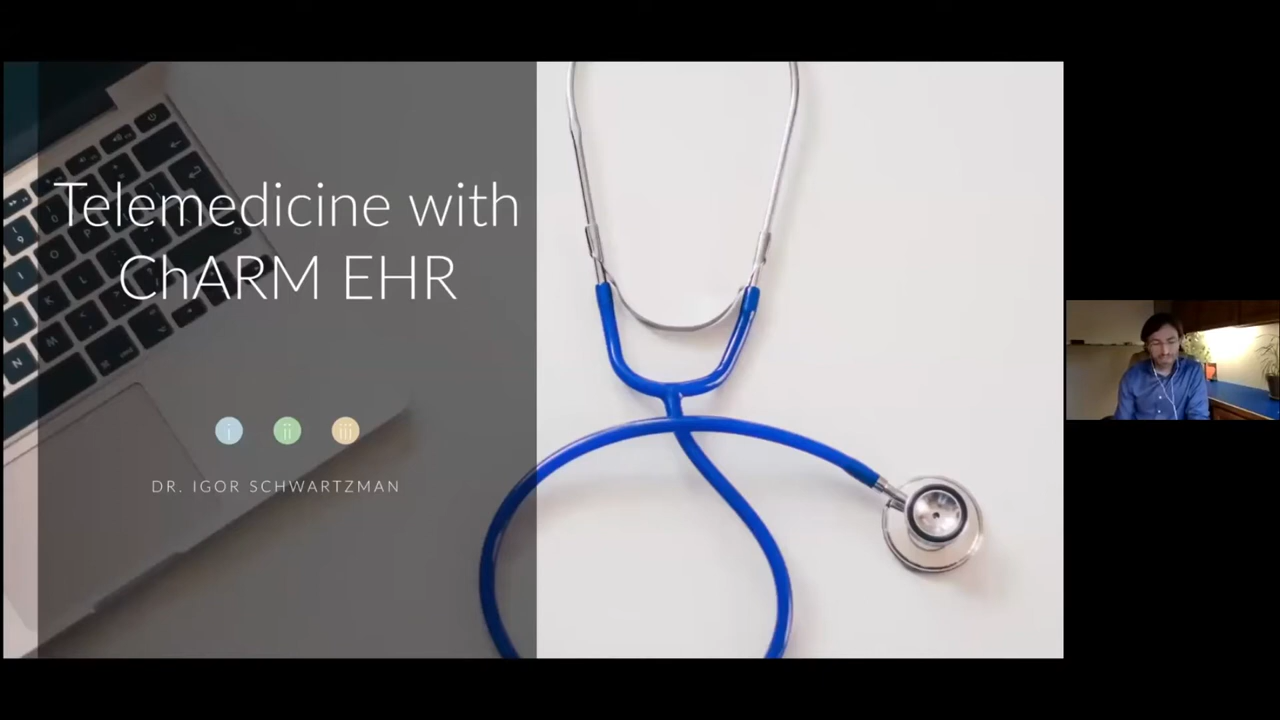 Telemedicine with
ChARM EHR
i ii iii
DR. IGOR SCHWARTZMAN